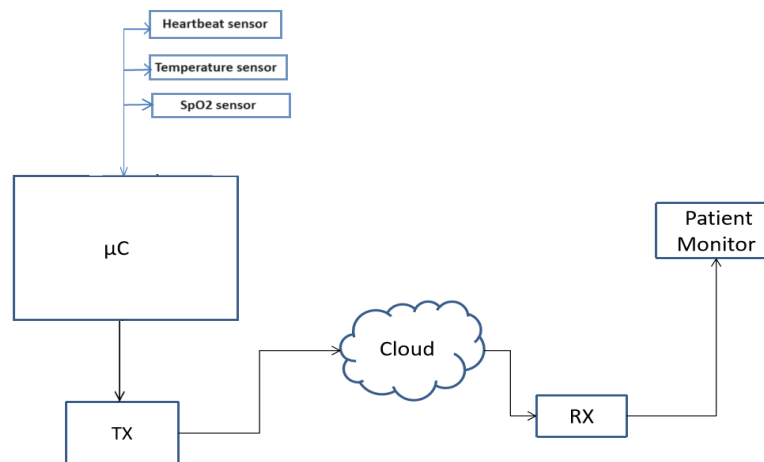 Heartbeat sensor
Temperature sensor
SpO2 sensor
µC
Patient
Monitor
Cloud
RX
TX